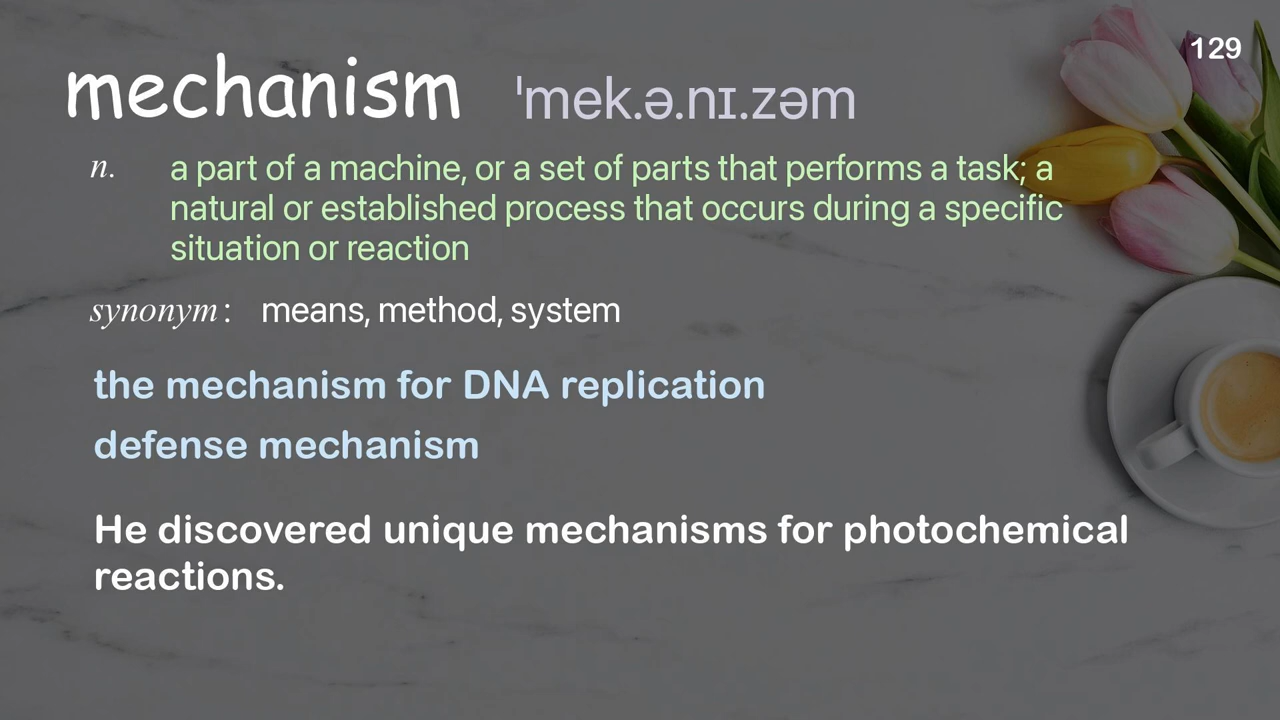 129
mechanism ˈmek.ə.nɪ.zəm
n. a part of a machine, or a set of parts that performs a task; a
natural or established process that occurs during a specific
situation or reaction
synonym: means, method, system
the mechanism for DNA replication
defense mechanism
He discovered unique mechanisms for photochemical
reactions.